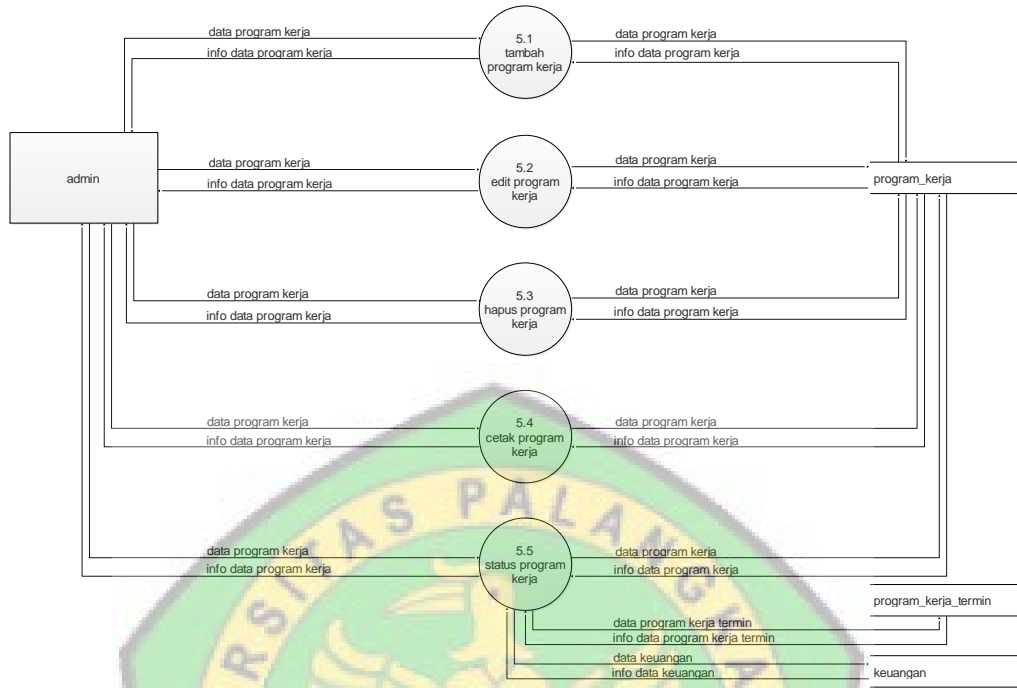 data program kerja
info data program kerja
5.1
tambah
program kerja
data program kerja
info data program kerja
admin
data program kerja
info data program kerja
5.2
edit program
kerja
data program kerja
info data program kerja
program_kerja
data program kerja
info data program kerja
5.3
hapus program
kerja
data program kerja
info data program kerja
data program kerja
info data program kerja
5.4
cetak program
kerja
data program kerja
info data program kerja
data program kerja
info data program kerja
5.5
status program
kerja
data program kerja
info data program kerja
program_kerja_termin
data program kerja termin
info data program kerja termin
data keuangan
info data keuangan
keuangan
RSITAS PALANGKA